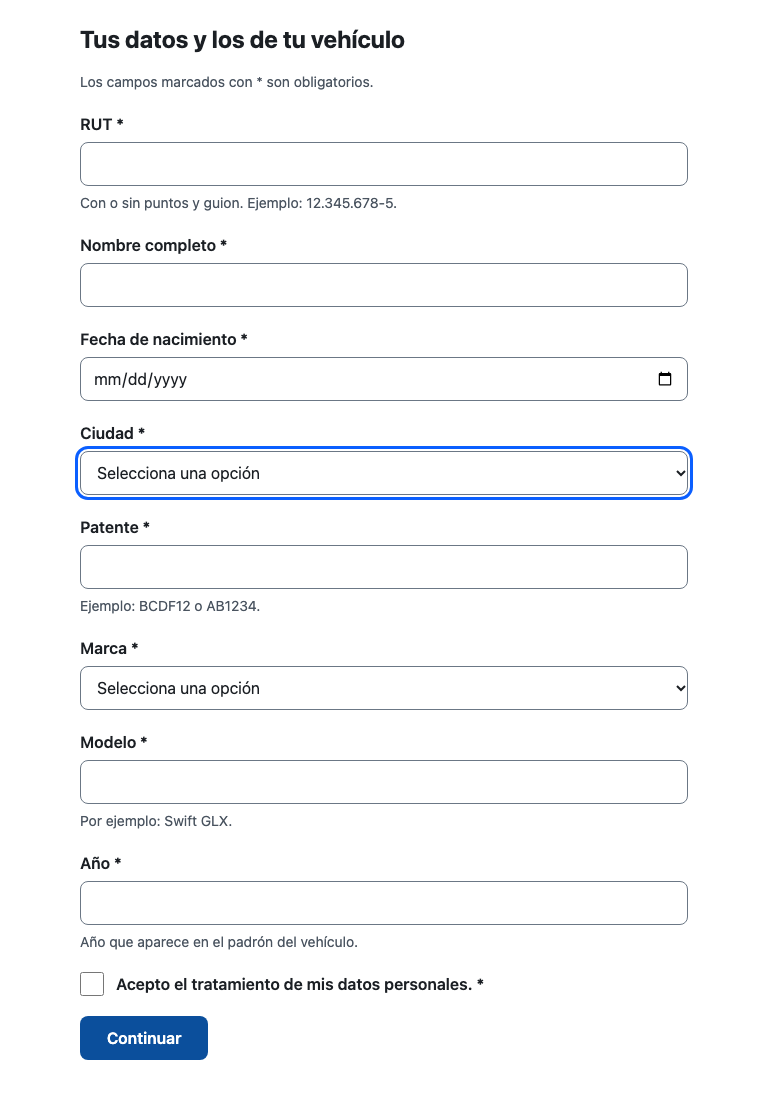 Tus datos y los de tu vehículo
Los campos marcados con * son obligatorios.
RUT *
Con o sin puntos y guion. Ejemplo: 12.345.678-5.
Nombre completo *
Fecha de nacimiento *
mm/dd/yyyy
Ciudad *
Selecciona una opción
Patente *
Ejemplo: BCDF12 o AB1234.
Marca *
Selecciona una opción
Modelo *
Por ejemplo: Swift GLX.
Año *
Año que aparece en el padrón del vehículo.
Acepto el tratamiento de mis datos personales. *
Continuar